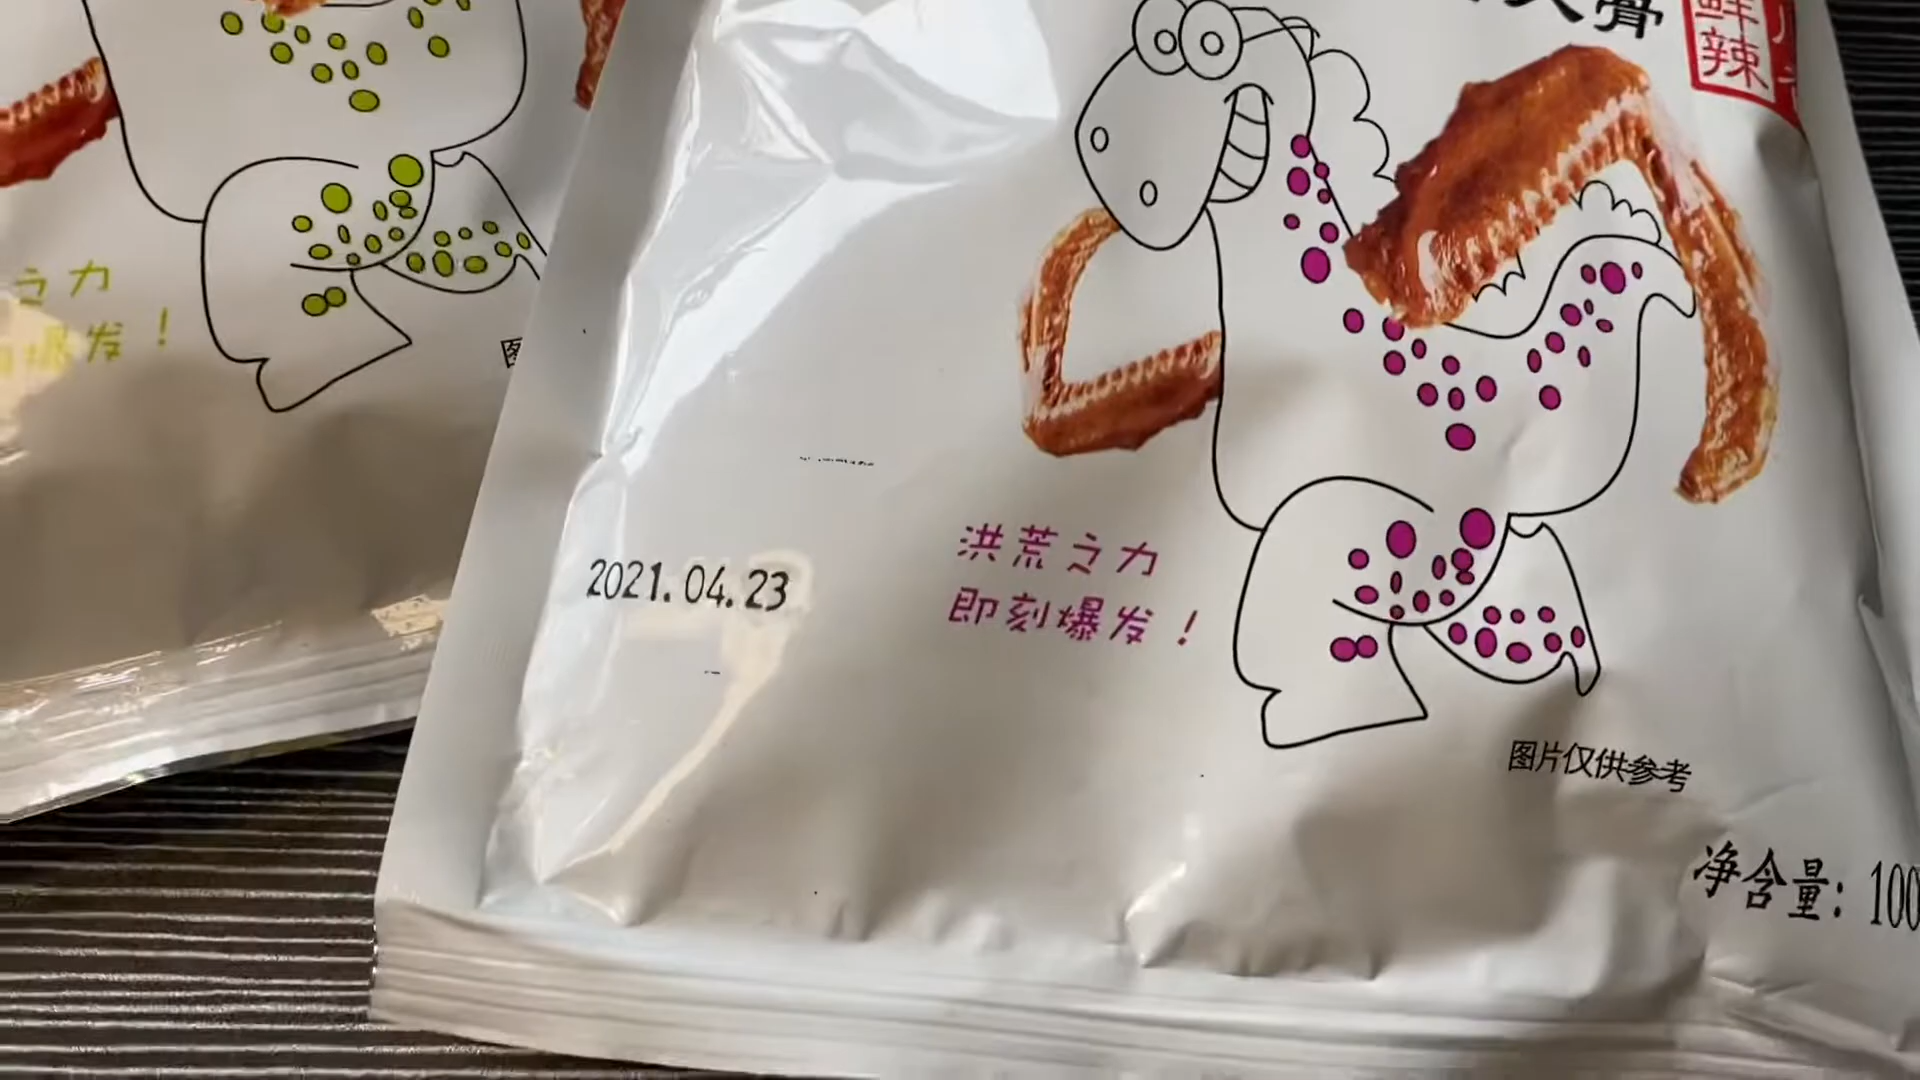 鲜辣
之力
爆发！
2021.04.23
洪荒之力
即刻爆发！
图片仅供参考
净含量：100